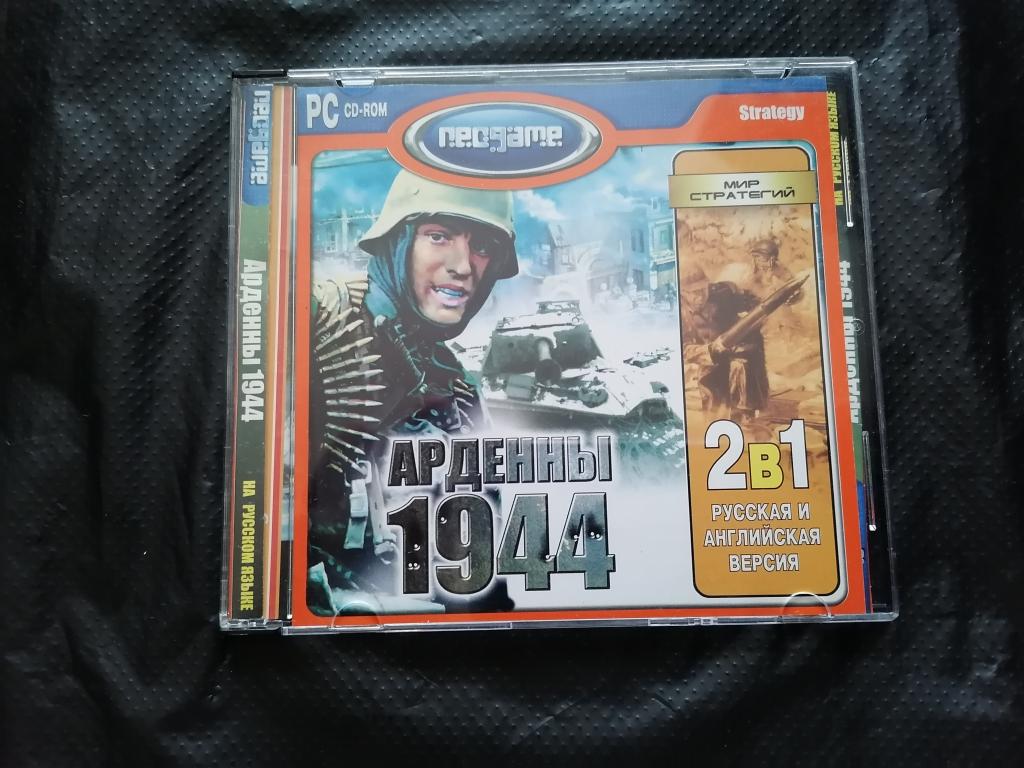 PC CD-ROM
neogame
Strategy
МИР
СТРАТЕГИЙ
АРДЕННЫ
1944
2в1
РУССКАЯ И
АНГЛИЙСКАЯ
ВЕРСИЯ
neogame
Арденны 1944
НА РУССКОМ ЯЗЫКЕ
НА РУССКОМ ЯЗЫКЕ
1944